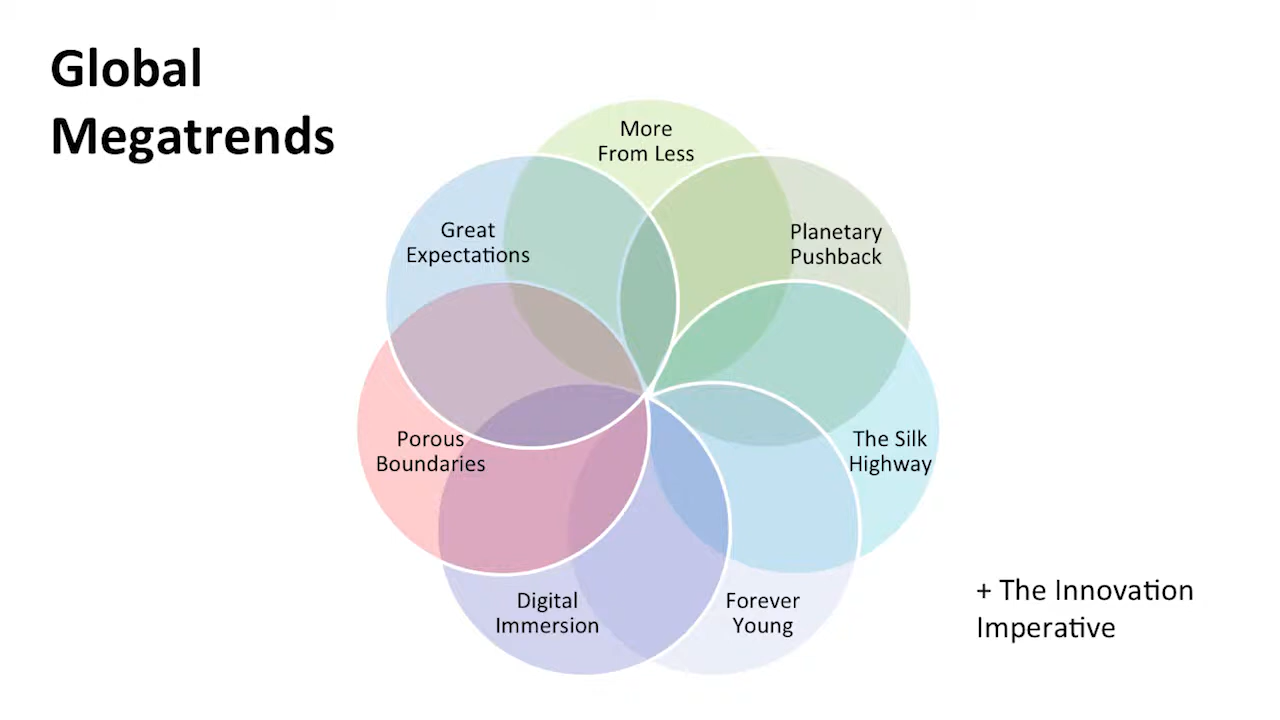 Global
Megatrends
More
From Less
Great
Expectations
Planetary
Pushback
Porous
Boundaries
The Silk
Highway
Digital
Immersion
Forever
Young
+ The Innovation
Imperative